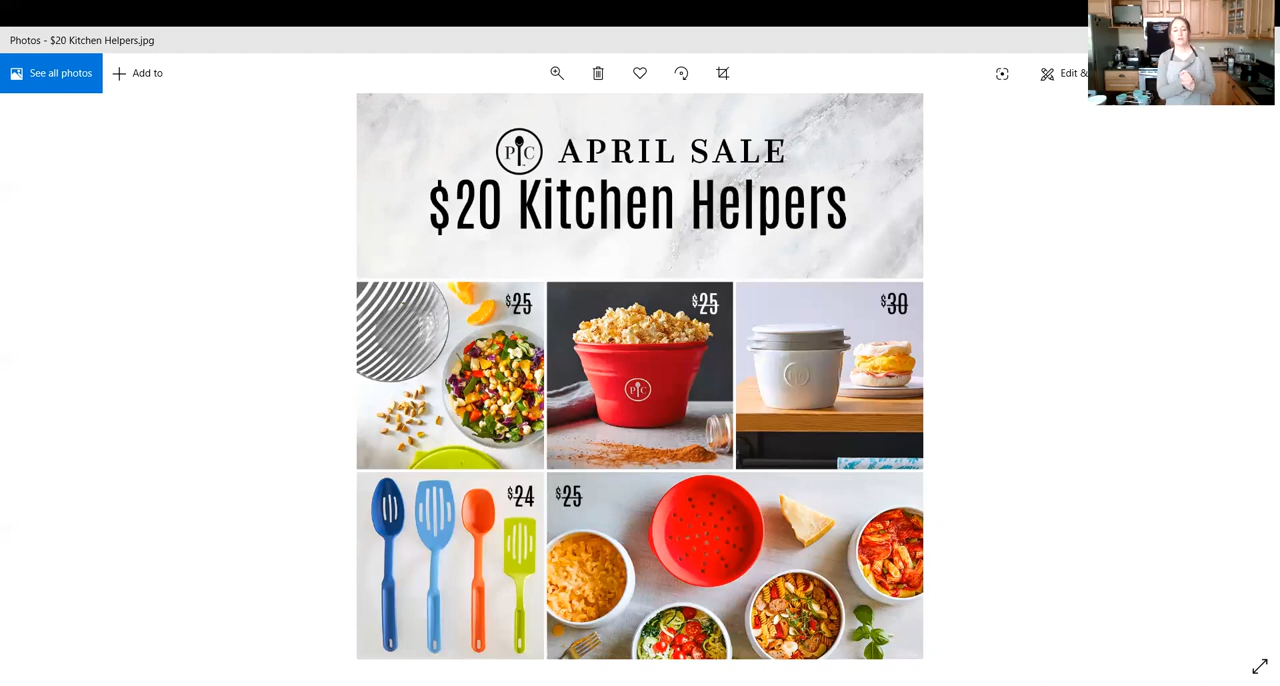 Photos - $20 Kitchen Helpers.jpg
See all photos
Add to
Edit &
P C APRIL SALE
$20 Kitchen Helpers
$25
$25
$30
P C
$24
$25